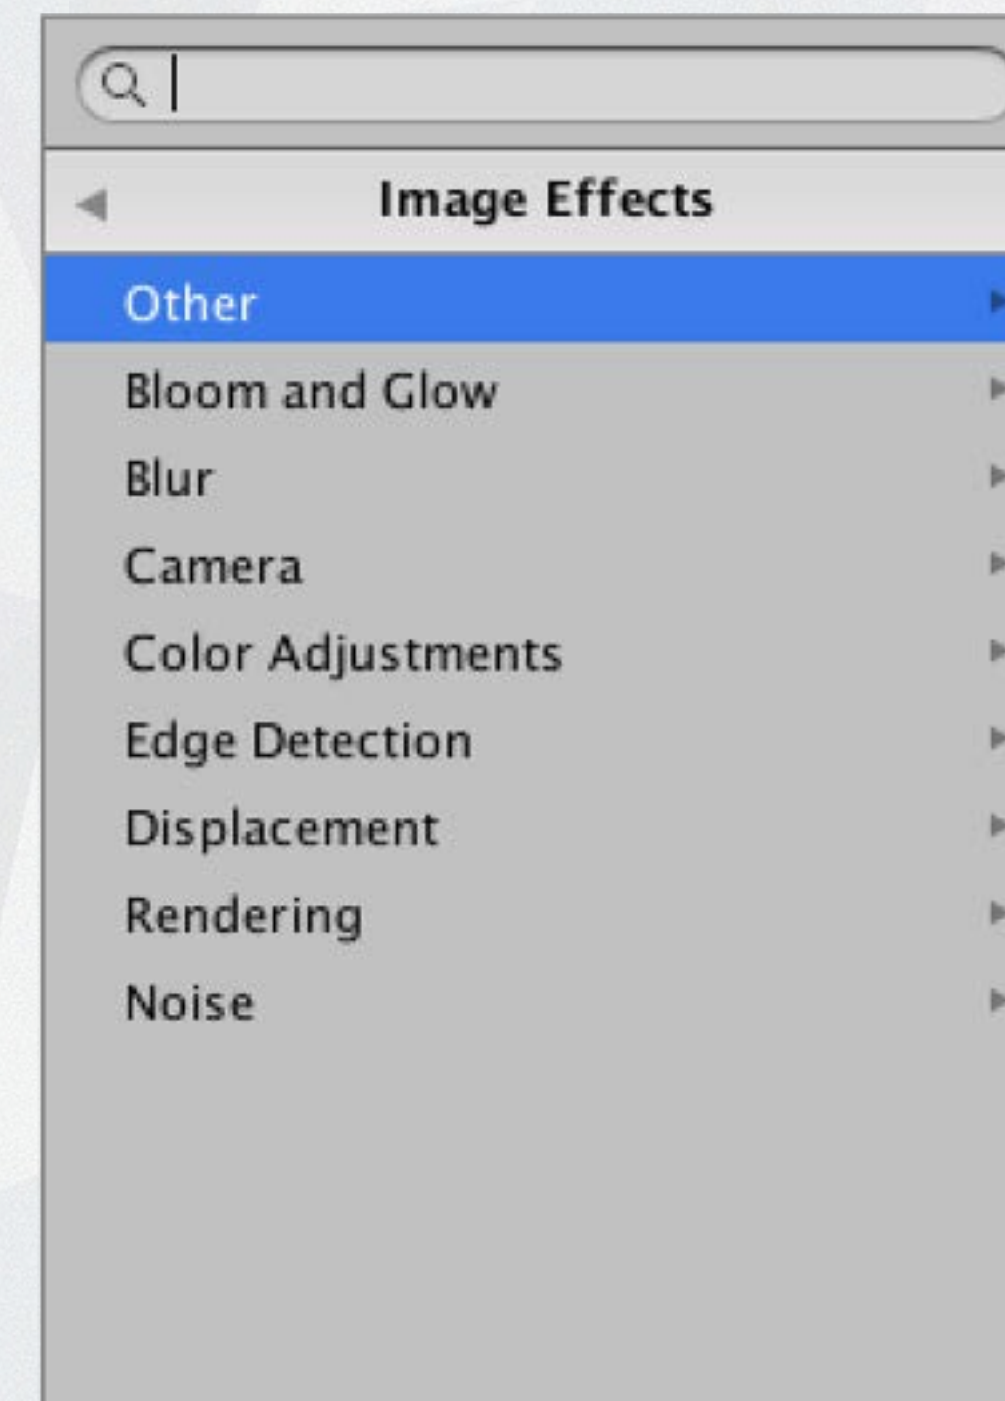 Image Effects
Other
Bloom and Glow
Blur
Camera
Color Adjustments
Edge Detection
Displacement
Rendering
Noise